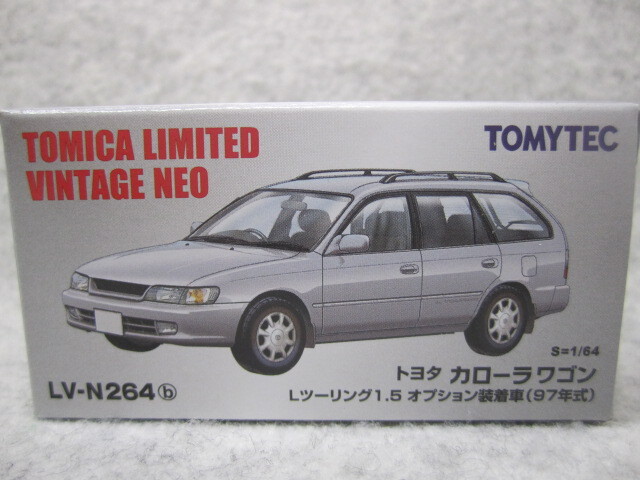 TOMICA LIMITED
VINTAGE NEO
TOMYTEC
S=1/64
トヨタ カローラワゴン
LV-N264ⓑ
Lツーリング1.5 オプション装着車(97年式)